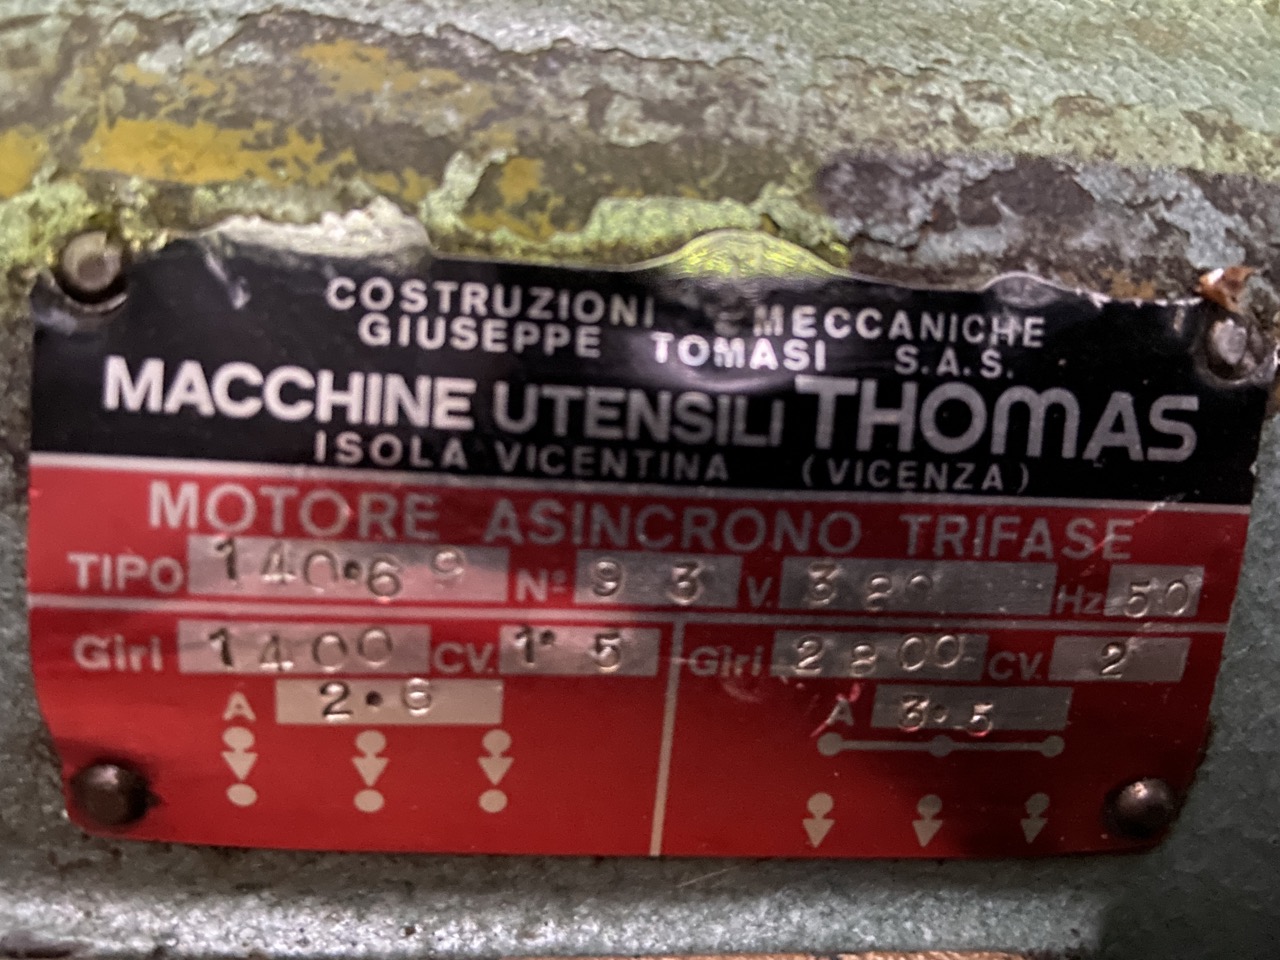 COSTRUZIONI MECCANICHE
GIUSEPPE TOMASI S.A.S.
MACCHINE UTENSILI THOMAS
ISOLA VICENTINA (VICENZA)
MOTORE ASINCRONO TRIFASE
TIPO 140·69 Nº 93 V. 380 Hz 50
Giri 1400 CV. 1·5 Giri 2800 CV. 2
A 2·6 A 3·5